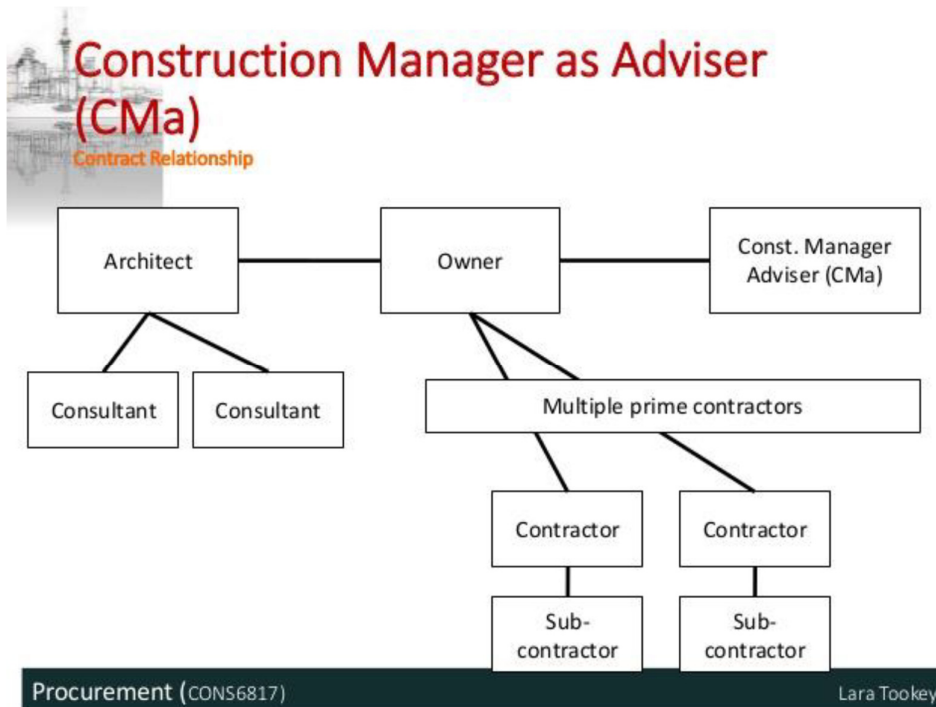 Construction Manager as Adviser
(CMa)
Contract Relationship
Architect
Owner
Const. Manager
Adviser (CMa)
Consultant
Consultant
Multiple prime contractors
Contractor
Contractor
Sub-
contractor
Sub-
contractor
Procurement (CONS6817)
Lara Tookey